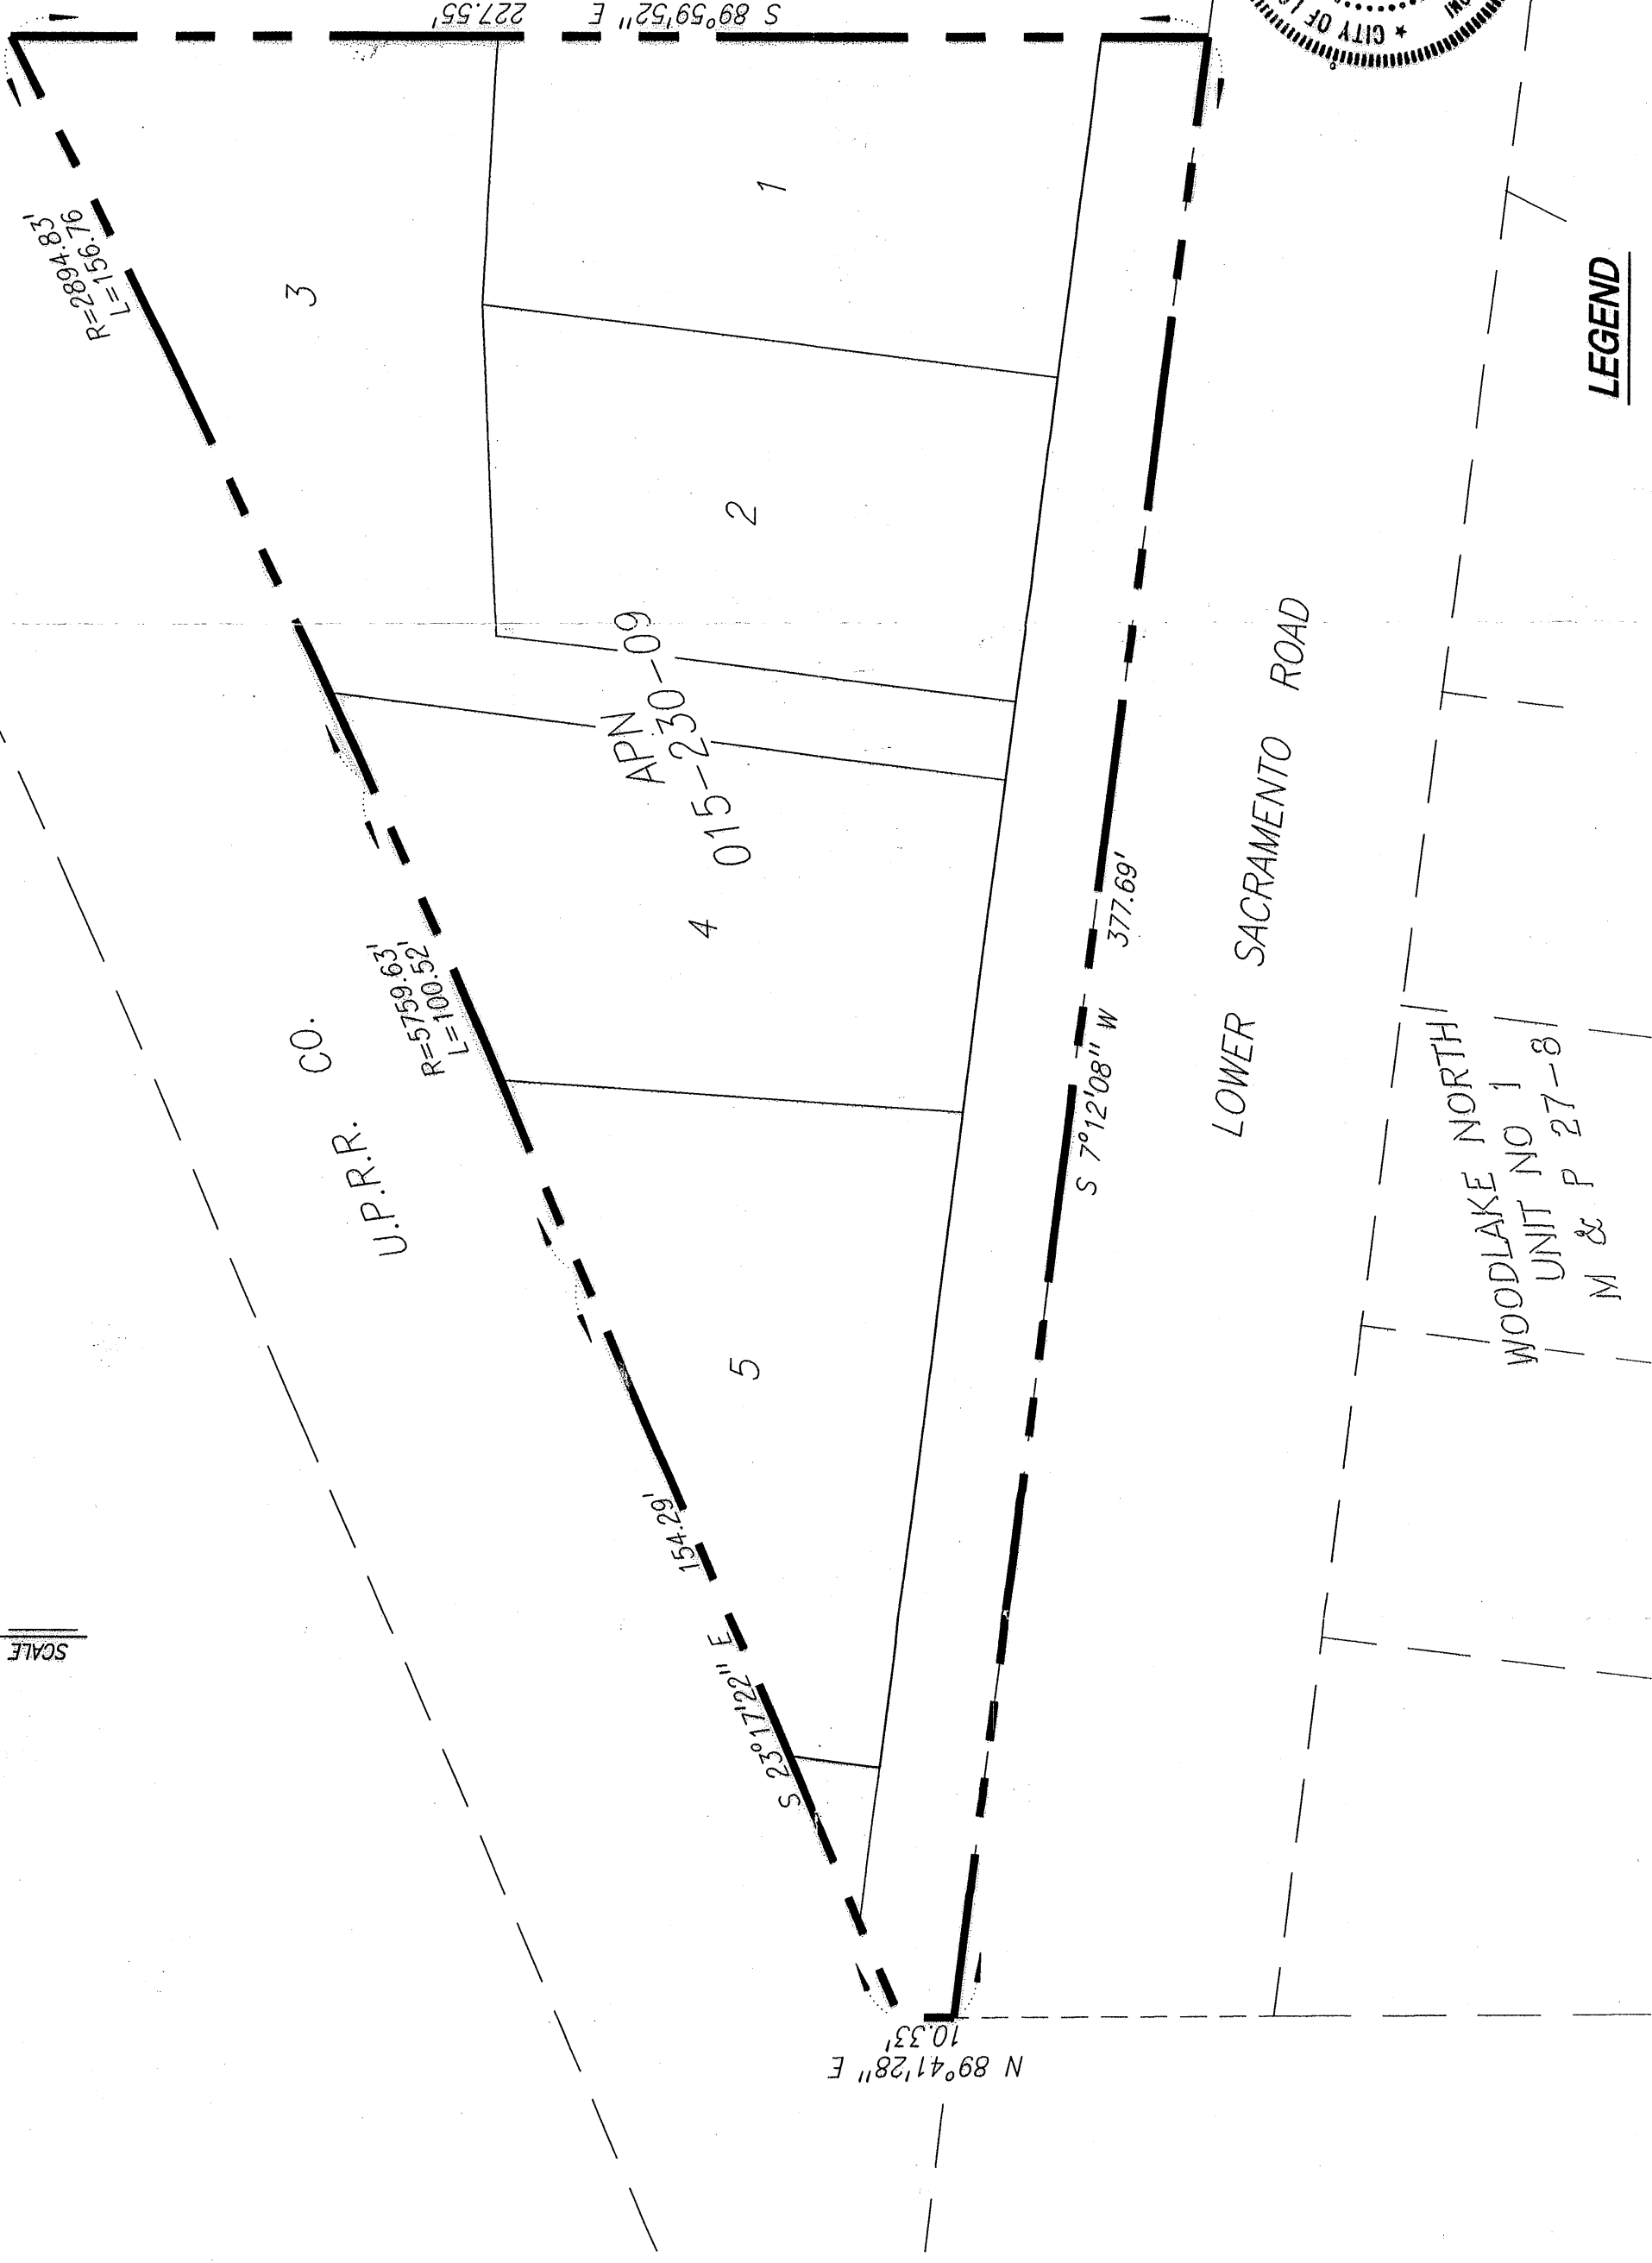 S 89°59'52" E 227.55'
★ CITY OF
R=2894.83'
L=156.76
3
1
2
LEGEND
APN
015-230-09
4
R=5759.63'
L=100.52'
CO.
U.P.R.R.
377.69'
S 7°12'08" W
LOWER SACRAMENTO ROAD
WOODLAKE NORTH
UNIT NO 1
M & P 27-8
5
154.29'
S 23°17'22" E
SCALE
N 89°41'28" E
10.33'